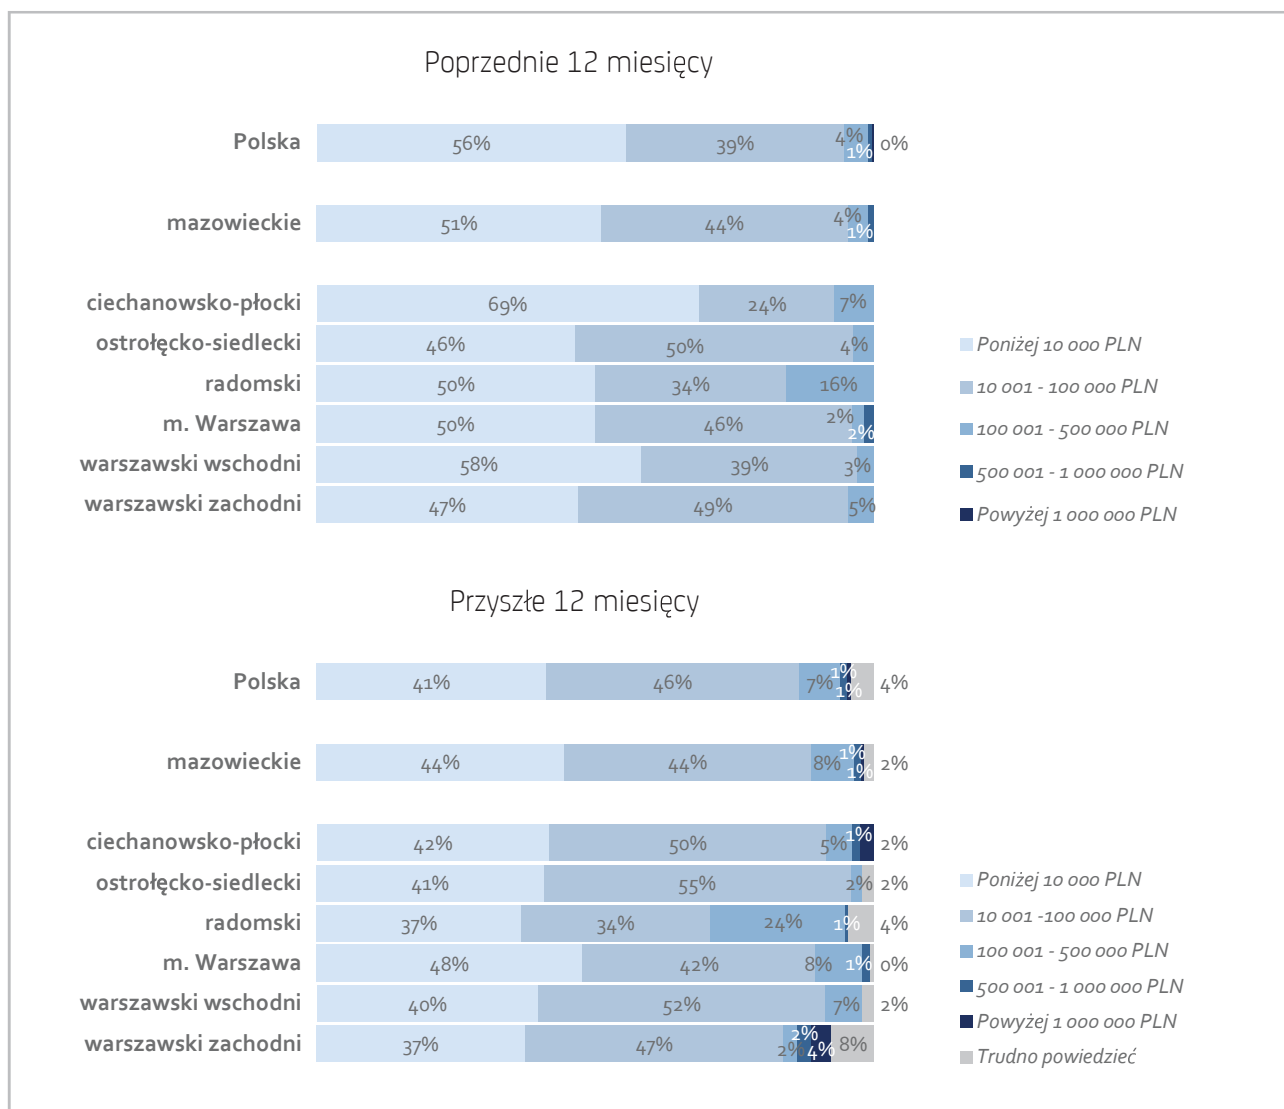 Poprzednie 12 miesięcy
Polska 56% 39% 4% 1% 0%
mazowieckie 51% 44% 4% 1%
ciechanowsko-płocki 69% 24% 7%
ostrołęcko-siedlecki 46% 50% 4%
radomski 50% 34% 16%
m. Warszawa 50% 46% 2% 2%
warszawski wschodni 58% 39% 3%
warszawski zachodni 47% 49% 5%
Poniżej 10 000 PLN
10 001 - 100 000 PLN
100 001 - 500 000 PLN
500 001 - 1 000 000 PLN
Powyżej 1 000 000 PLN
Przyszłe 12 miesięcy
Polska 41% 46% 7% 1% 1% 4%
mazowieckie 44% 44% 8% 1% 1% 2%
ciechanowsko-płocki 42% 50% 5% 1% 2%
ostrołęcko-siedlecki 41% 55% 2% 2%
radomski 37% 34% 24% 1% 4%
m. Warszawa 48% 42% 8% 1% 0%
warszawski wschodni 40% 52% 7% 2%
warszawski zachodni 37% 47% 2% 2% 4% 8%
Poniżej 10 000 PLN
10 001 -100 000 PLN
100 001 - 500 000 PLN
500 001 - 1 000 000 PLN
Powyżej 1 000 000 PLN
Trudno powiedzieć